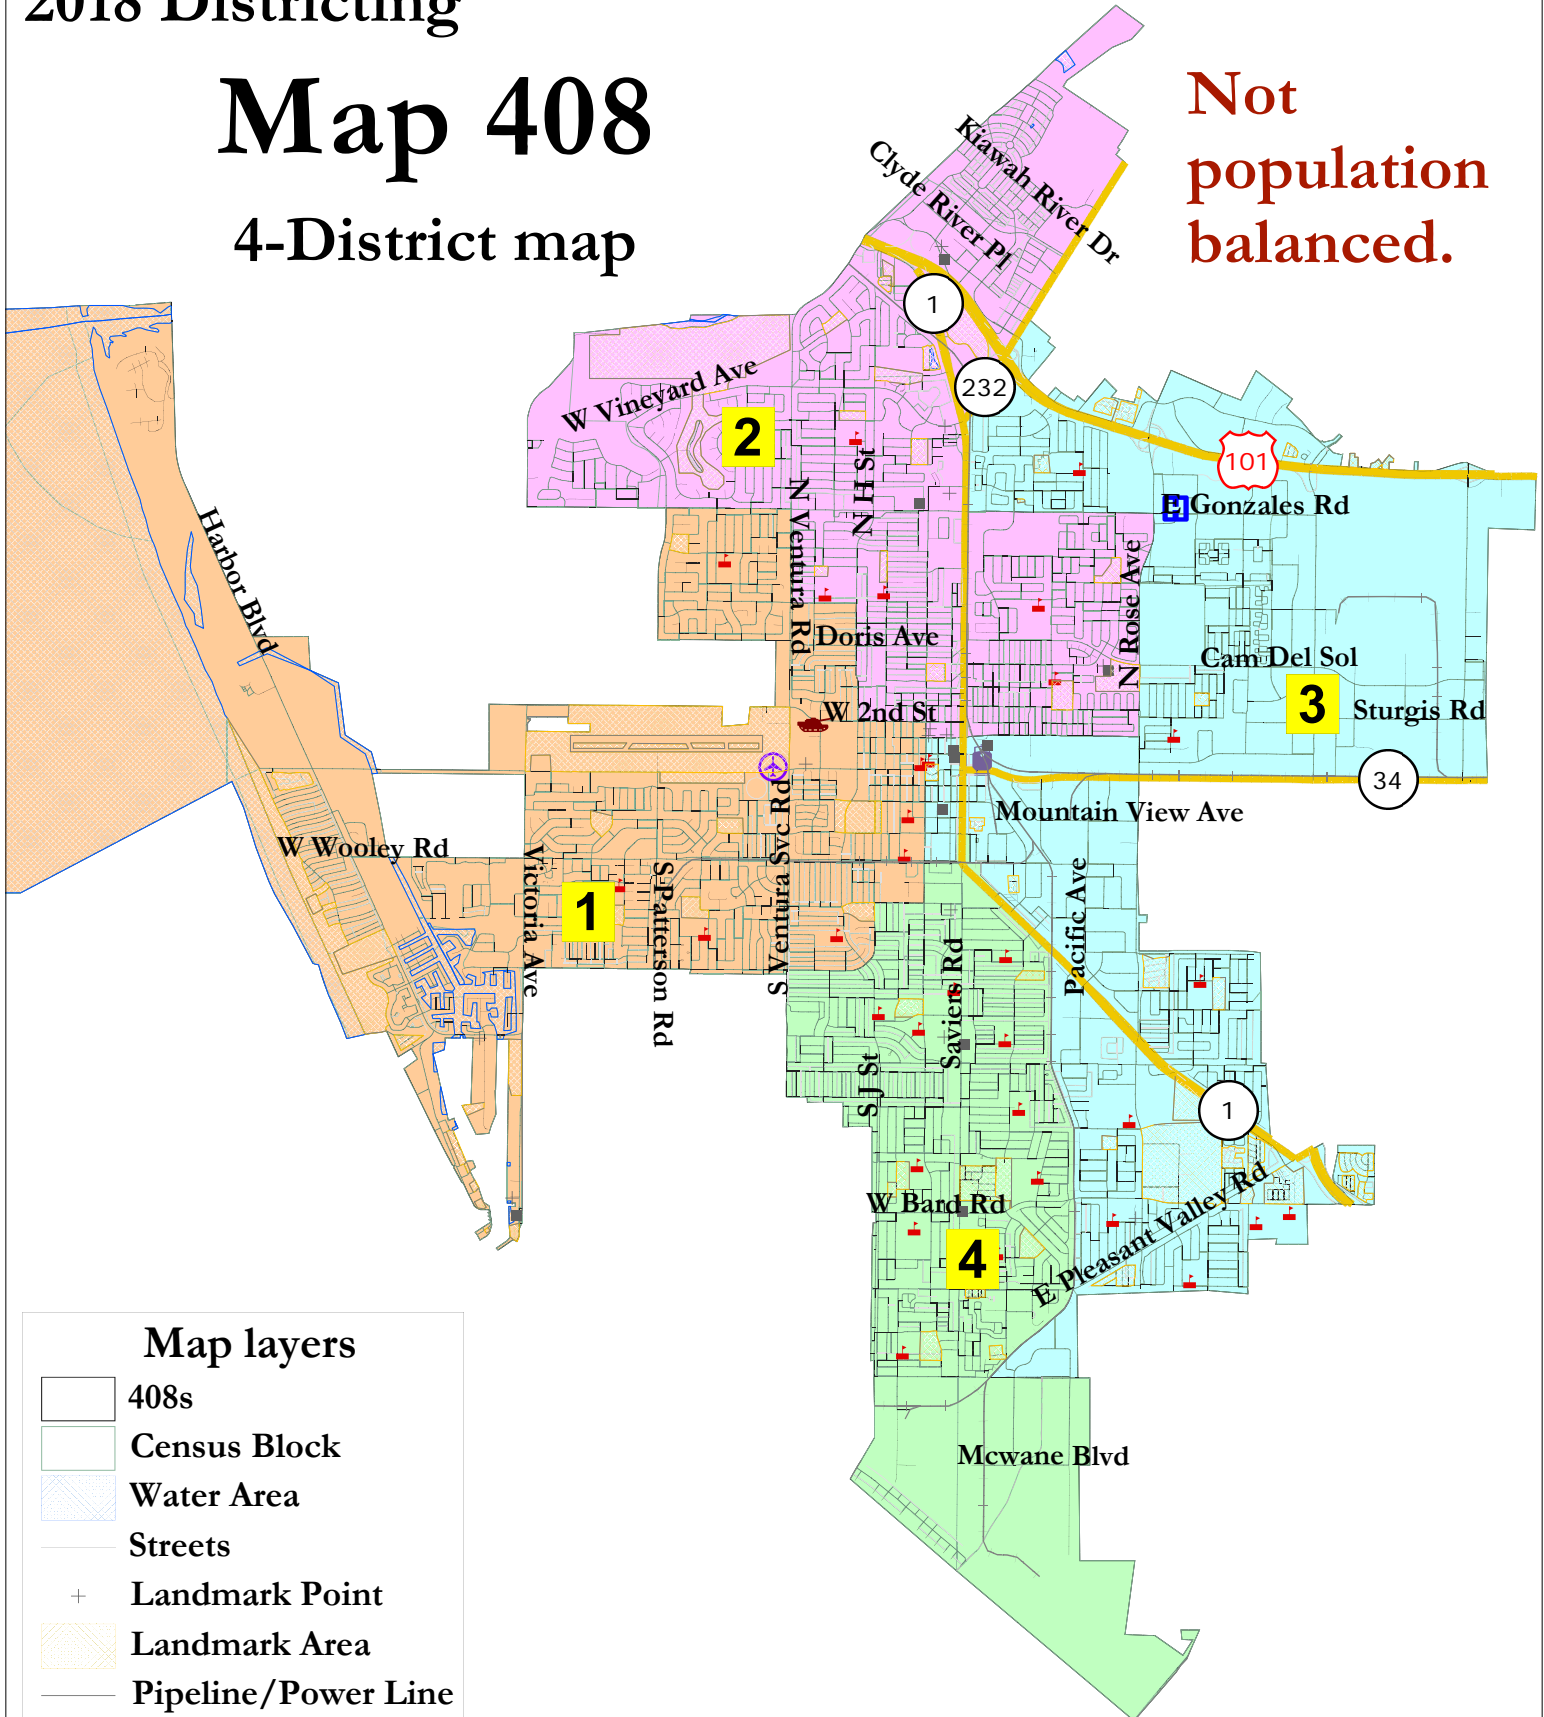 2018 Districting
Map 408
4-District map
Not
population
balanced.
Kiawah River Dr
Clyde River Pl
1
232
W Vineyard Ave
2
101
E Gonzales Rd
N H St
N Ventura Rd
Harbor Blvd
N Rose Ave
Doris Ave
Cam Del Sol
3
Sturgis Rd
W 2nd St
34
Mountain View Ave
W Wooley Rd
Victoria Ave
1
S Patterson Rd
S Ventura Svc Rd
Saviers Rd
Pacific Ave
S J St
1
W Bard Rd
E Pleasant Valley Rd
4
Mcwane Blvd
Map layers
408s
Census Block
Water Area
Streets
Landmark Point
Landmark Area
Pipeline/Power Line